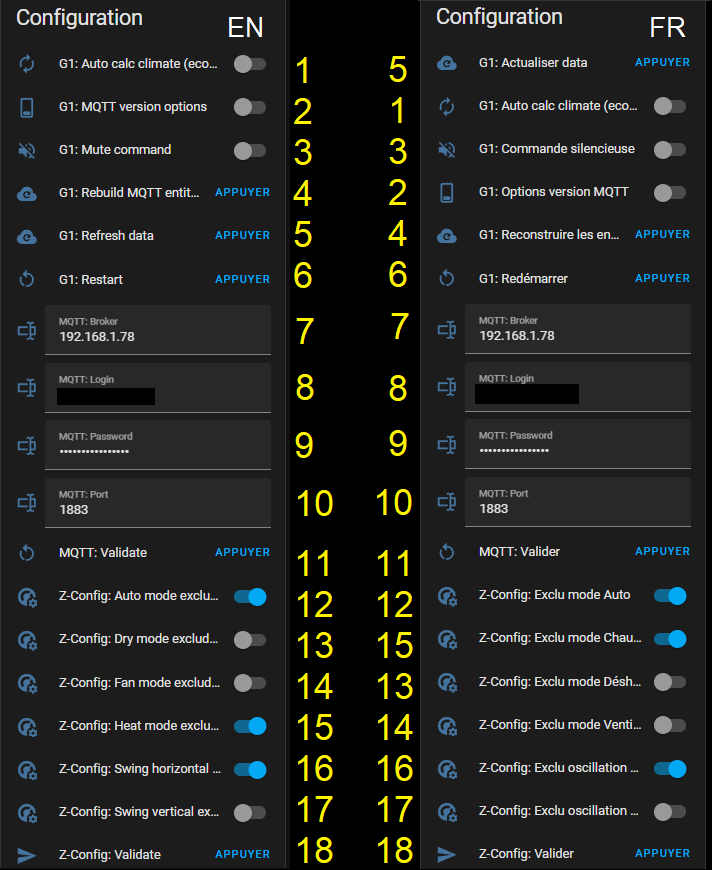 Configuration
EN
G1: Auto calc climate (eco...
G1: MQTT version options
G1: Mute command
G1: Rebuild MQTT entit... APPUYER
G1: Refresh data APPUYER
G1: Restart APPUYER
MQTT: Broker
192.168.1.78
MQTT: Login
MQTT: Password
••••••••••••••••
MQTT: Port
1883
MQTT: Validate APPUYER
Z-Config: Auto mode exclu...
Z-Config: Dry mode exclud...
Z-Config: Fan mode exclud...
Z-Config: Heat mode exclu...
Z-Config: Swing horizontal ...
Z-Config: Swing vertical ex...
Z-Config: Validate APPUYER
1 5
2 1
3 3
4 2
5 4
6 6
7 7
8 8
9 9
10 10
11 11
12 12
13 15
14 13
15 14
16 16
17 17
18 18
Configuration
FR
G1: Actualiser data APPUYER
G1: Auto calc climate (eco...
G1: Commande silencieuse
G1: Options version MQTT
G1: Reconstruire les en... APPUYER
G1: Redémarrer APPUYER
MQTT: Broker
192.168.1.78
MQTT: Login
MQTT: Password
••••••••••••••••
MQTT: Port
1883
MQTT: Valider APPUYER
Z-Config: Exclu mode Auto
Z-Config: Exclu mode Chau...
Z-Config: Exclu mode Désh...
Z-Config: Exclu mode Venti...
Z-Config: Exclu oscillation ...
Z-Config: Exclu oscillation ...
Z-Config: Valider APPUYER